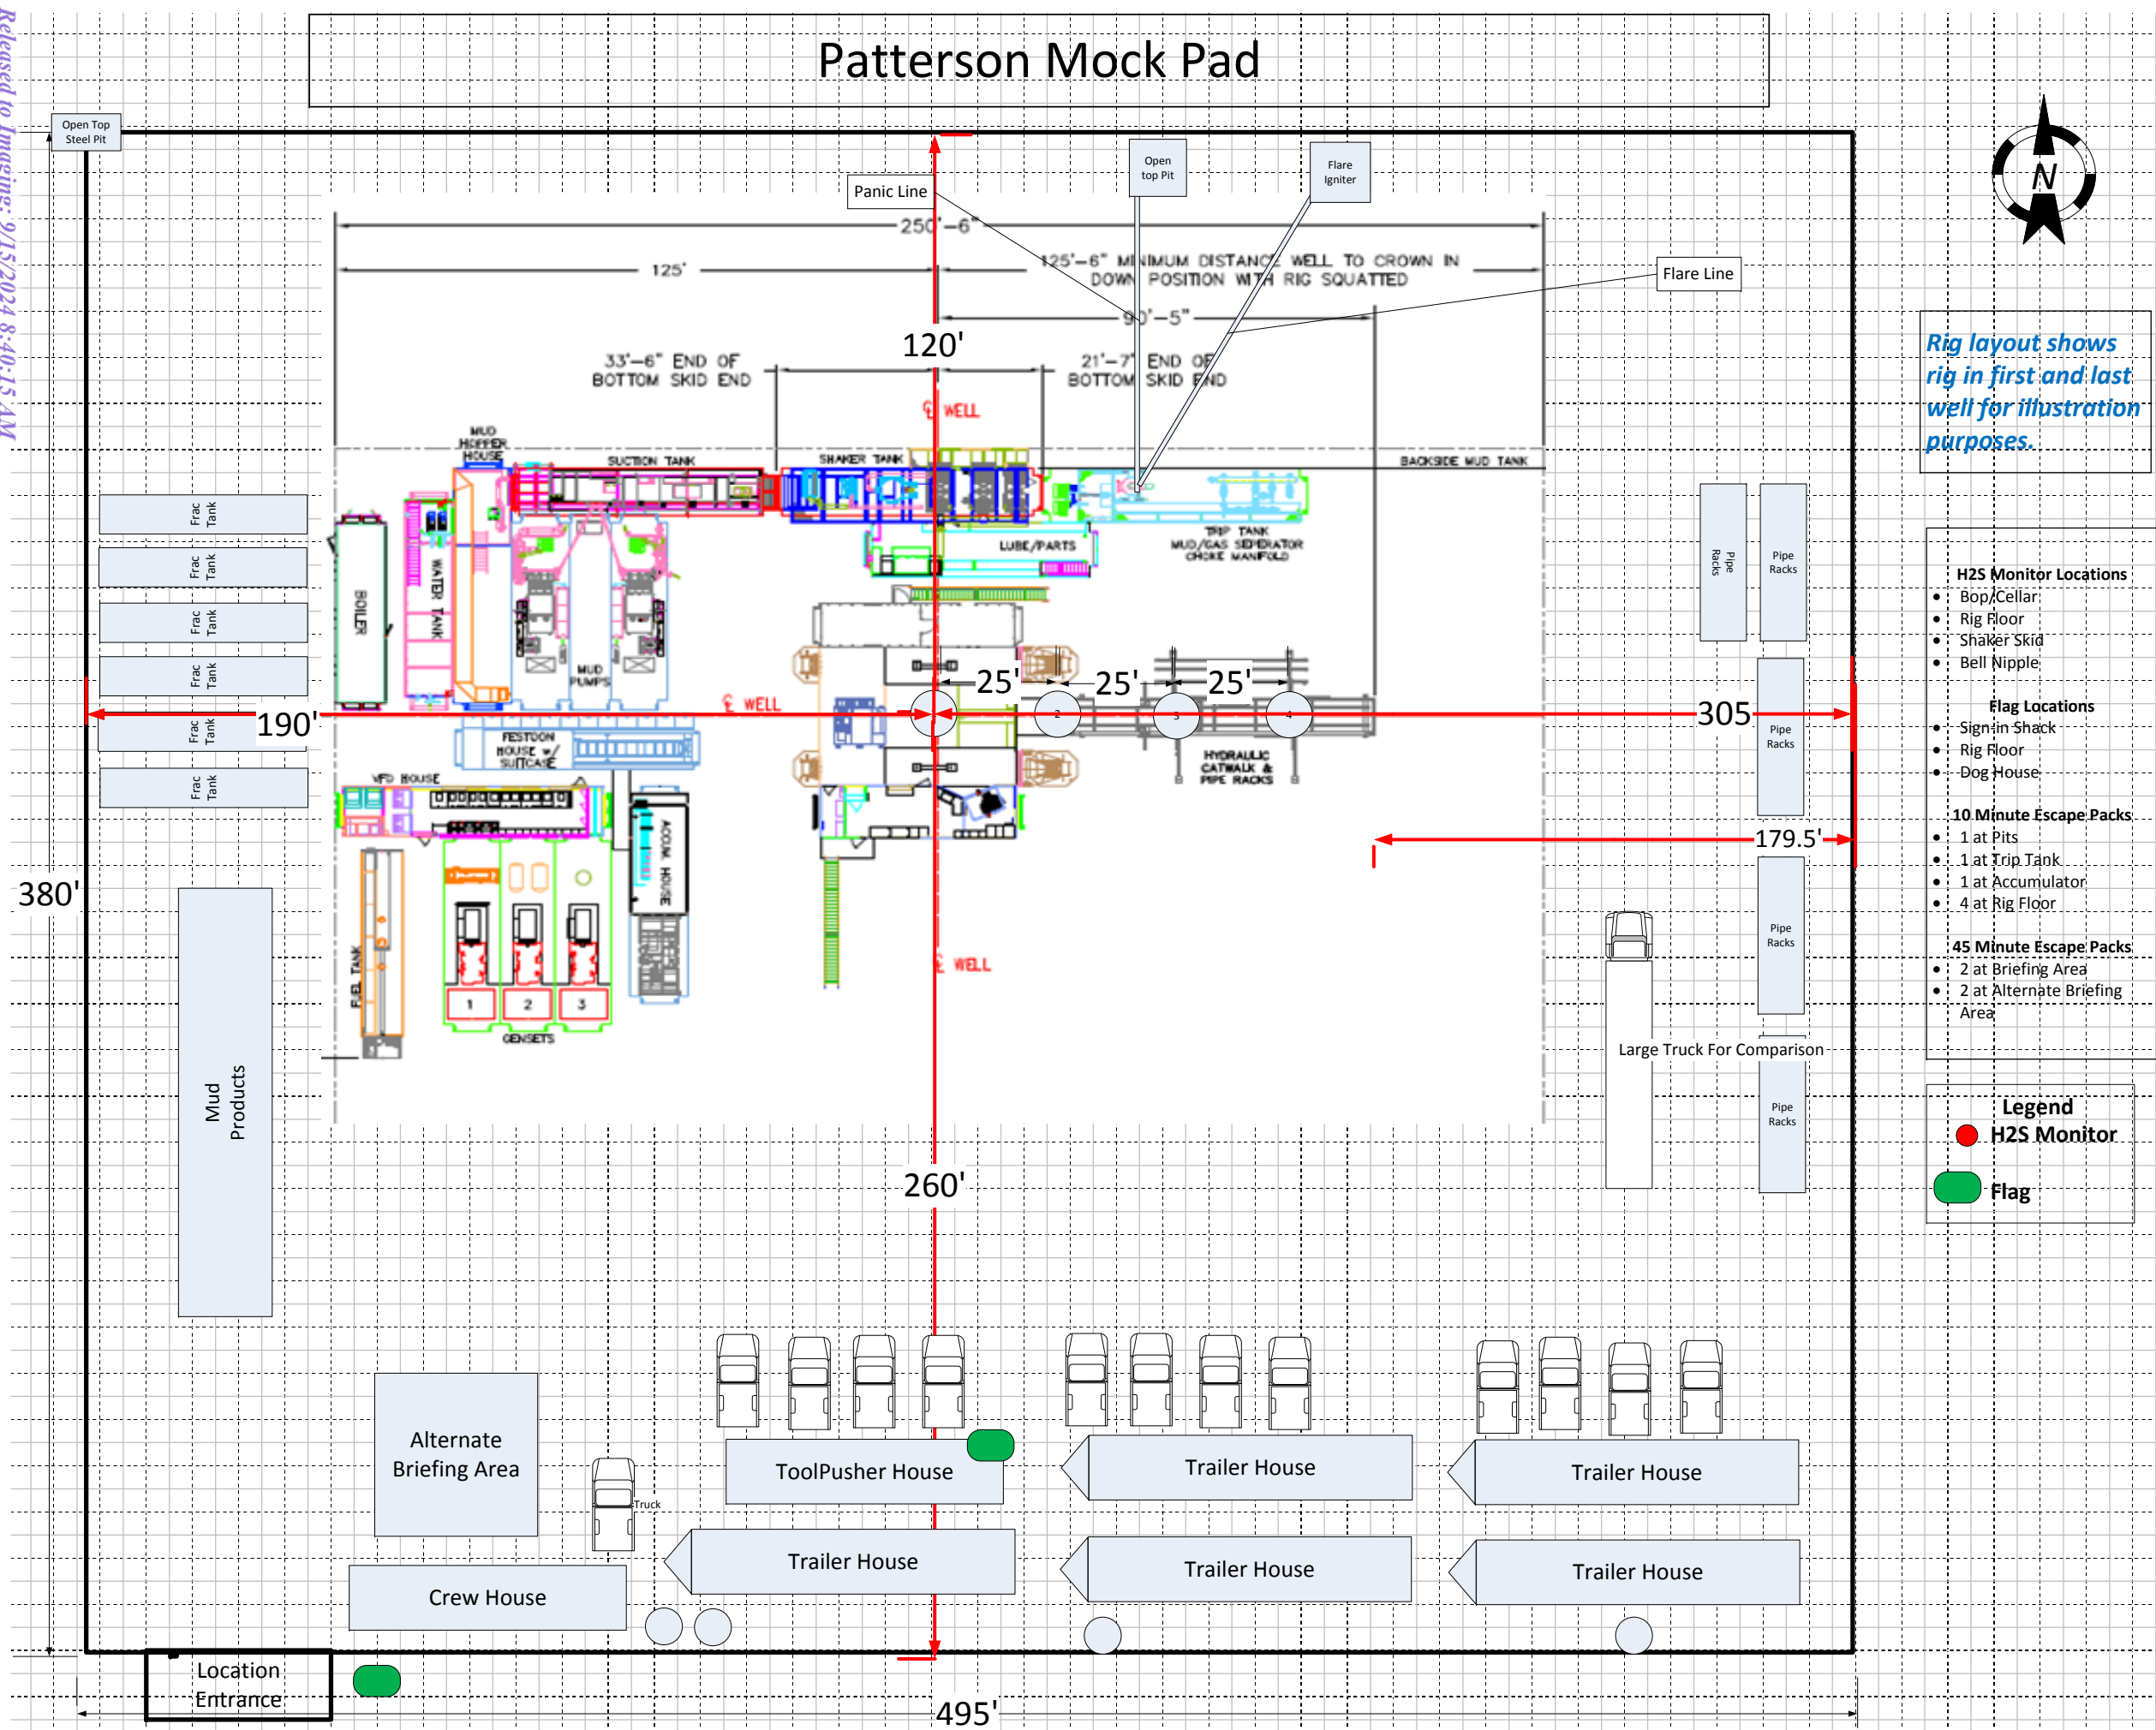 Released to Imaging: 9/15/2024 8:40:15 AM
Patterson Mock Pad
Open Top
Steel Pit
Open
top Pit
Flare
Igniter
N
Panic Line
250'-6"
125'
125'-6" MINIMUM DISTANCE WELL TO CROWN IN
DOWN POSITION WITH RIG SQUATTED
Flare Line
90'-5"
120'
33'-6" END OF
BOTTOM SKID END
21'-7" END OF
BOTTOM SKID END
℄ WELL
Rig layout shows
rig in first and last
well for illustration
purposes.
MUD
HOPPER
HOUSE
SUCTION TANK
SHAKER TANK
BACKSIDE MUD TANK
Frac
Tank
Frac
Tank
Frac
Tank
Frac
Tank
Frac
Tank
Frac
Tank
BOILER
WATER TANK
MUD
PUMPS
LUBE/PARTS
TRIP TANK
MUD/GAS SEPERATOR
CHOKE MANIFOLD
Pipe
Racks
Pipe
Racks
25'
25'
25'
2
3
4
℄ WELL
190'
305
Pipe
Racks
FESTOON
HOUSE w/
SUITCASE
HYDRAULIC
CATWALK &
PIPE RACKS
VFD HOUSE
ACCUM. HOUSE
179.5'
380'
Pipe
Racks
FUEL TANK
1
2
3
GENSETS
℄ WELL
Mud
Products
Large Truck For Comparison
Pipe
Racks
260'
H2S Monitor Locations
• Bop/Cellar
• Rig Floor
• Shaker Skid
• Bell Nipple
Flag Locations
• Sign-in Shack
• Rig Floor
• Dog House
10 Minute Escape Packs
• 1 at Pits
• 1 at Trip Tank
• 1 at Accumulator
• 4 at Rig Floor
45 Minute Escape Packs
• 2 at Briefing Area
• 2 at Alternate Briefing
Area
Legend
H2S Monitor
Flag
Alternate
Briefing Area
Truck
ToolPusher House
Trailer House
Trailer House
Trailer House
Trailer House
Trailer House
Crew House
Location
Entrance
495'